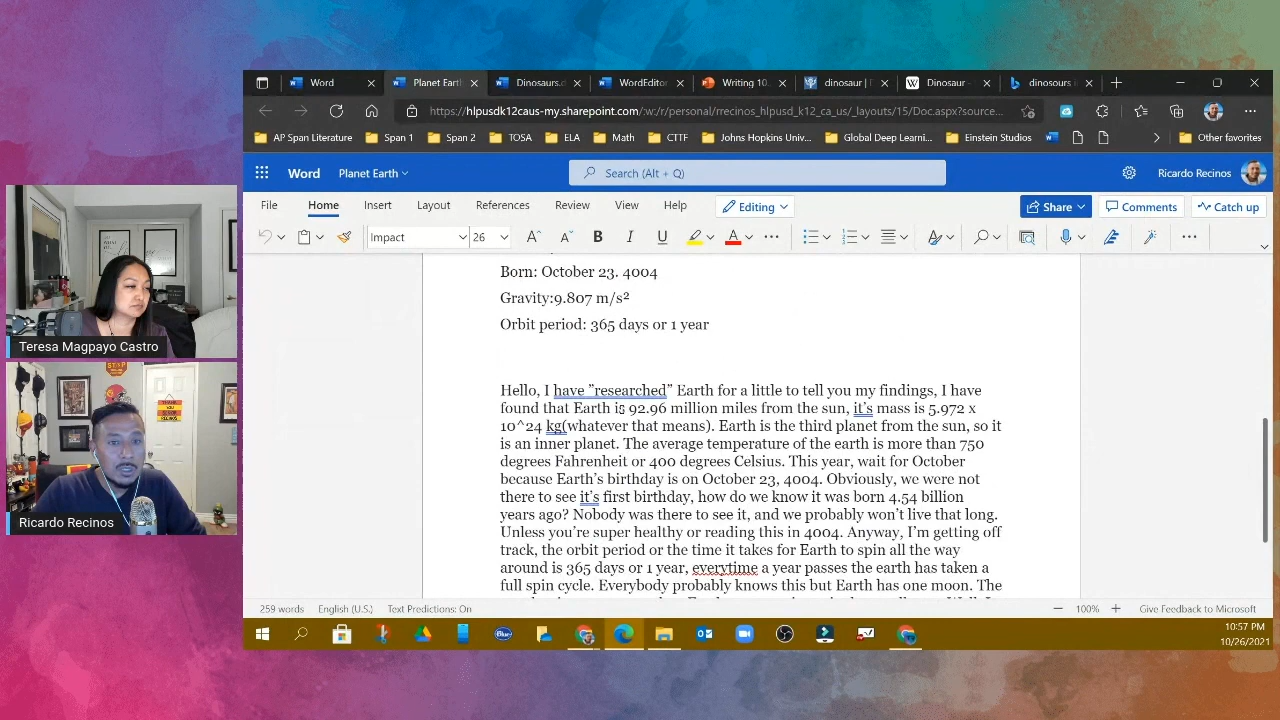 Word
Planet Earth
Dinosaurs.d
WordEditor
Writing 10.
dinosaur |
Dinosaur -
dinosours i
https://hlpusdk12caus-my.sharepoint.com/:w:/r/personal/rrecinos_hlpusd_k12_ca_us/_layouts/15/Doc.aspx?source...
AP Span Literature
Span 1
Span 2
TOSA
ELA
Math
CTTF
Johns Hopkins Univ...
Global Deep Learni...
Einstein Studios
Other favorites
Word
Planet Earth
Search (Alt + Q)
Ricardo Recinos
File
Home
Insert
Layout
References
Review
View
Help
Editing
Share
Comments
Catch up
Impact
26
Born: October 23. 4004
Gravity:9.807 m/s²
Orbit period: 365 days or 1 year
Hello, I have ”researched” Earth for a little to tell you my findings, I have
found that Earth is 92.96 million miles from the sun, it’s mass is 5.972 x
10^24 kg(whatever that means). Earth is the third planet from the sun, so it
is an inner planet. The average temperature of the earth is more than 750
degrees Fahrenheit or 400 degrees Celsius. This year, wait for October
because Earth’s birthday is on October 23, 4004. Obviously, we were not
there to see it’s first birthday, how do we know it was born 4.54 billion
years ago? Nobody was there to see it, and we probably won’t live that long.
Unless you’re super healthy or reading this in 4004. Anyway, I’m getting off
track, the orbit period or the time it takes for Earth to spin all the way
around is 365 days or 1 year, everytime a year passes the earth has taken a
full spin cycle. Everybody probably knows this but Earth has one moon. The
259 words
English (U.S.)
Text Predictions: On
100%
Give Feedback to Microsoft
10:57 PM
10/26/2021
Teresa Magpayo Castro
Ricardo Recinos